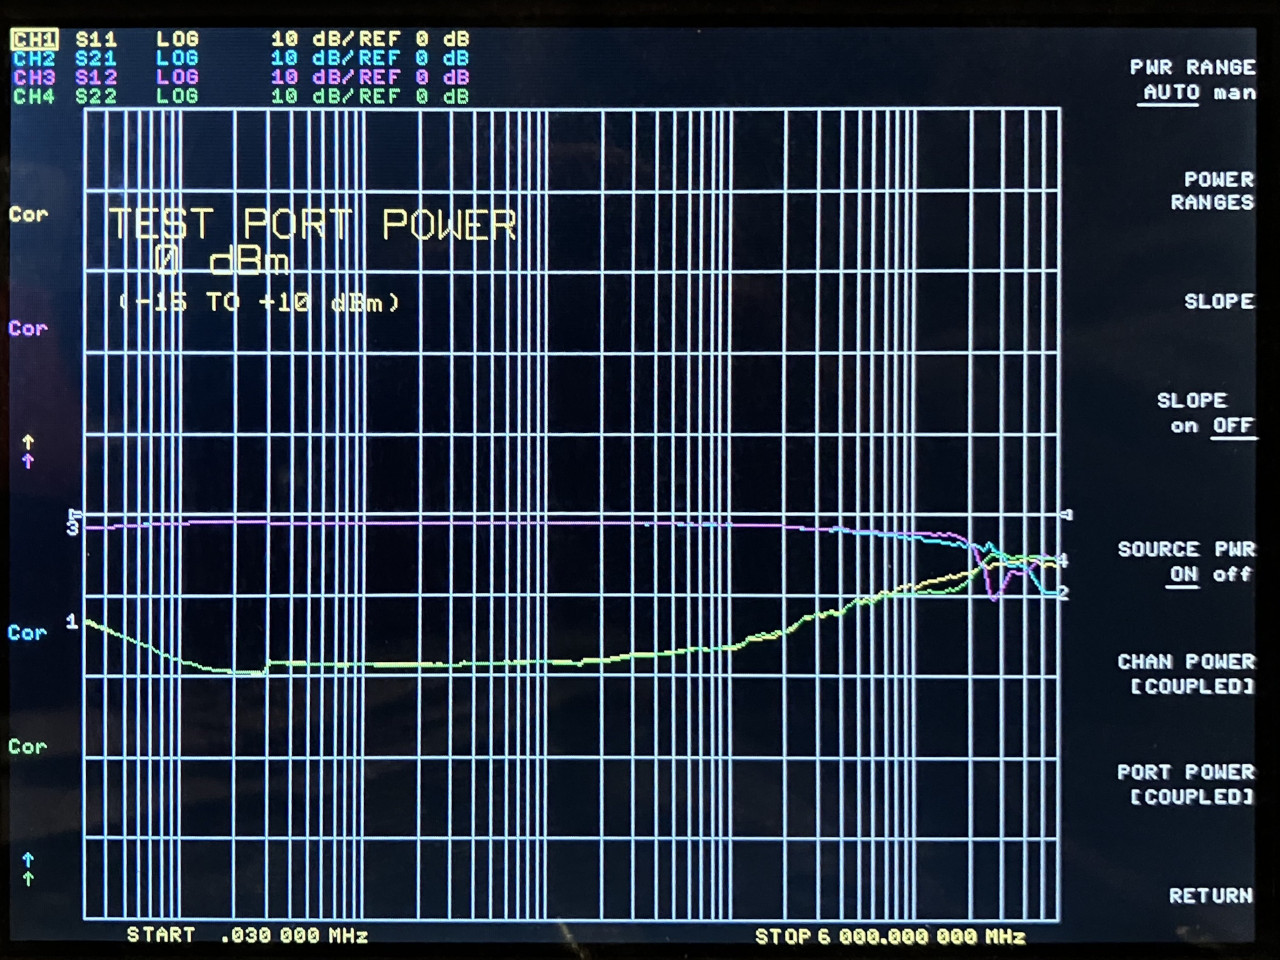 CH1 S11 LOG 10 dB/REF 0 dB
CH2 S21 LOG 10 dB/REF 0 dB
CH3 S12 LOG 10 dB/REF 0 dB
CH4 S22 LOG 10 dB/REF 0 dB
PWR RANGE
AUTO man
POWER
RANGES
Cor
TEST PORT POWER
0 dBm
(-15 TO +10 dBm)
SLOPE
Cor
SLOPE
on OFF
↑
↑
3
SOURCE PWR
ON off
4
2
1
Cor
CHAN POWER
[COUPLED]
Cor
PORT POWER
[COUPLED]
↑
↑
RETURN
START .030 000 MHz
STOP 6 000.000 000 MHz